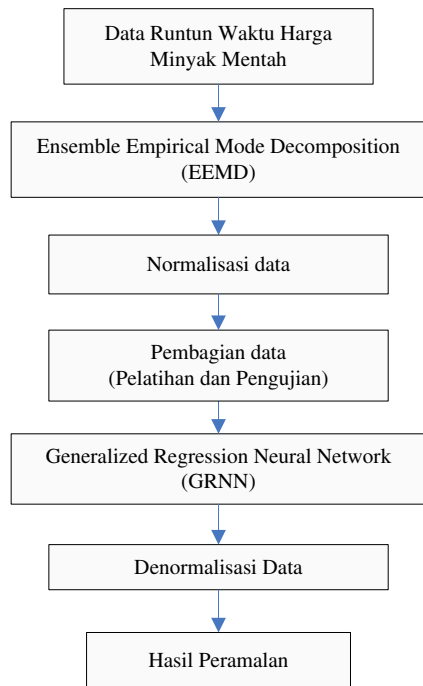 Data Runtun Waktu Harga
Minyak Mentah
Ensemble Empirical Mode Decomposition
(EEMD)
Normalisasi data
Pembagian data
(Pelatihan dan Pengujian)
Generalized Regression Neural Network
(GRNN)
Denormalisasi Data
Hasil Peramalan